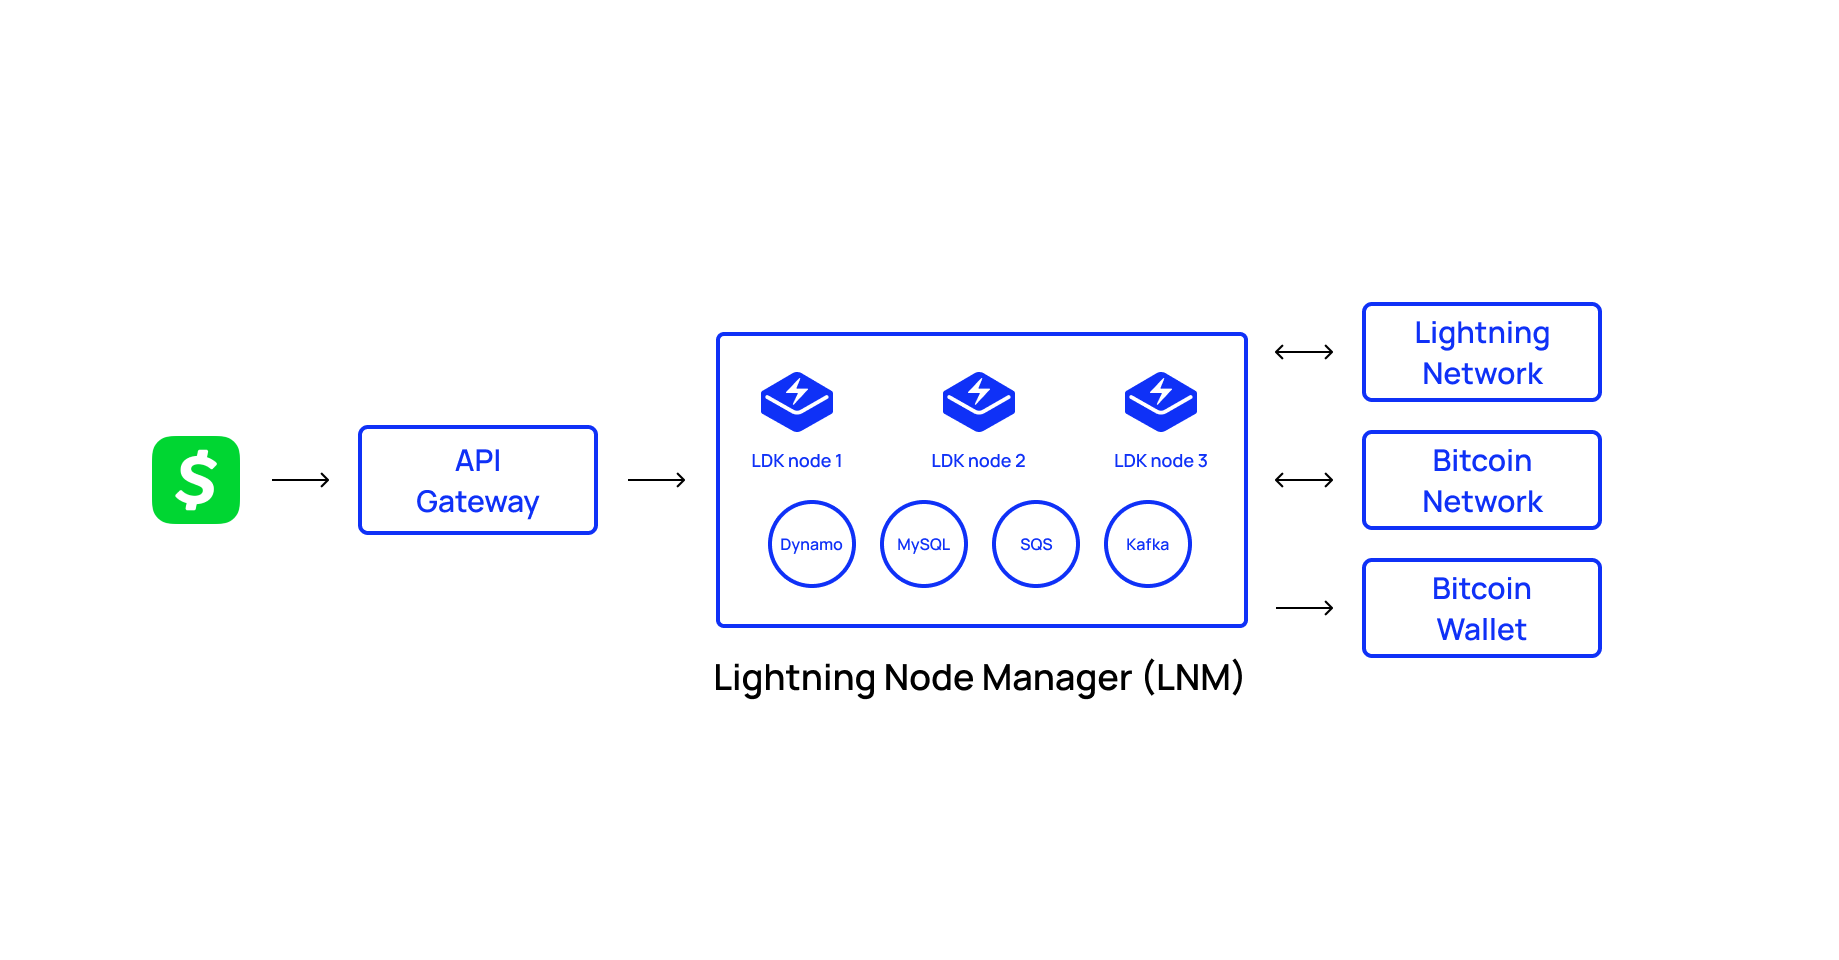 $
API
Gateway
LDK node 1
LDK node 2
LDK node 3
Dynamo
MySQL
SQS
Kafka
Lightning Node Manager (LNM)
Lightning
Network
Bitcoin
Network
Bitcoin
Wallet